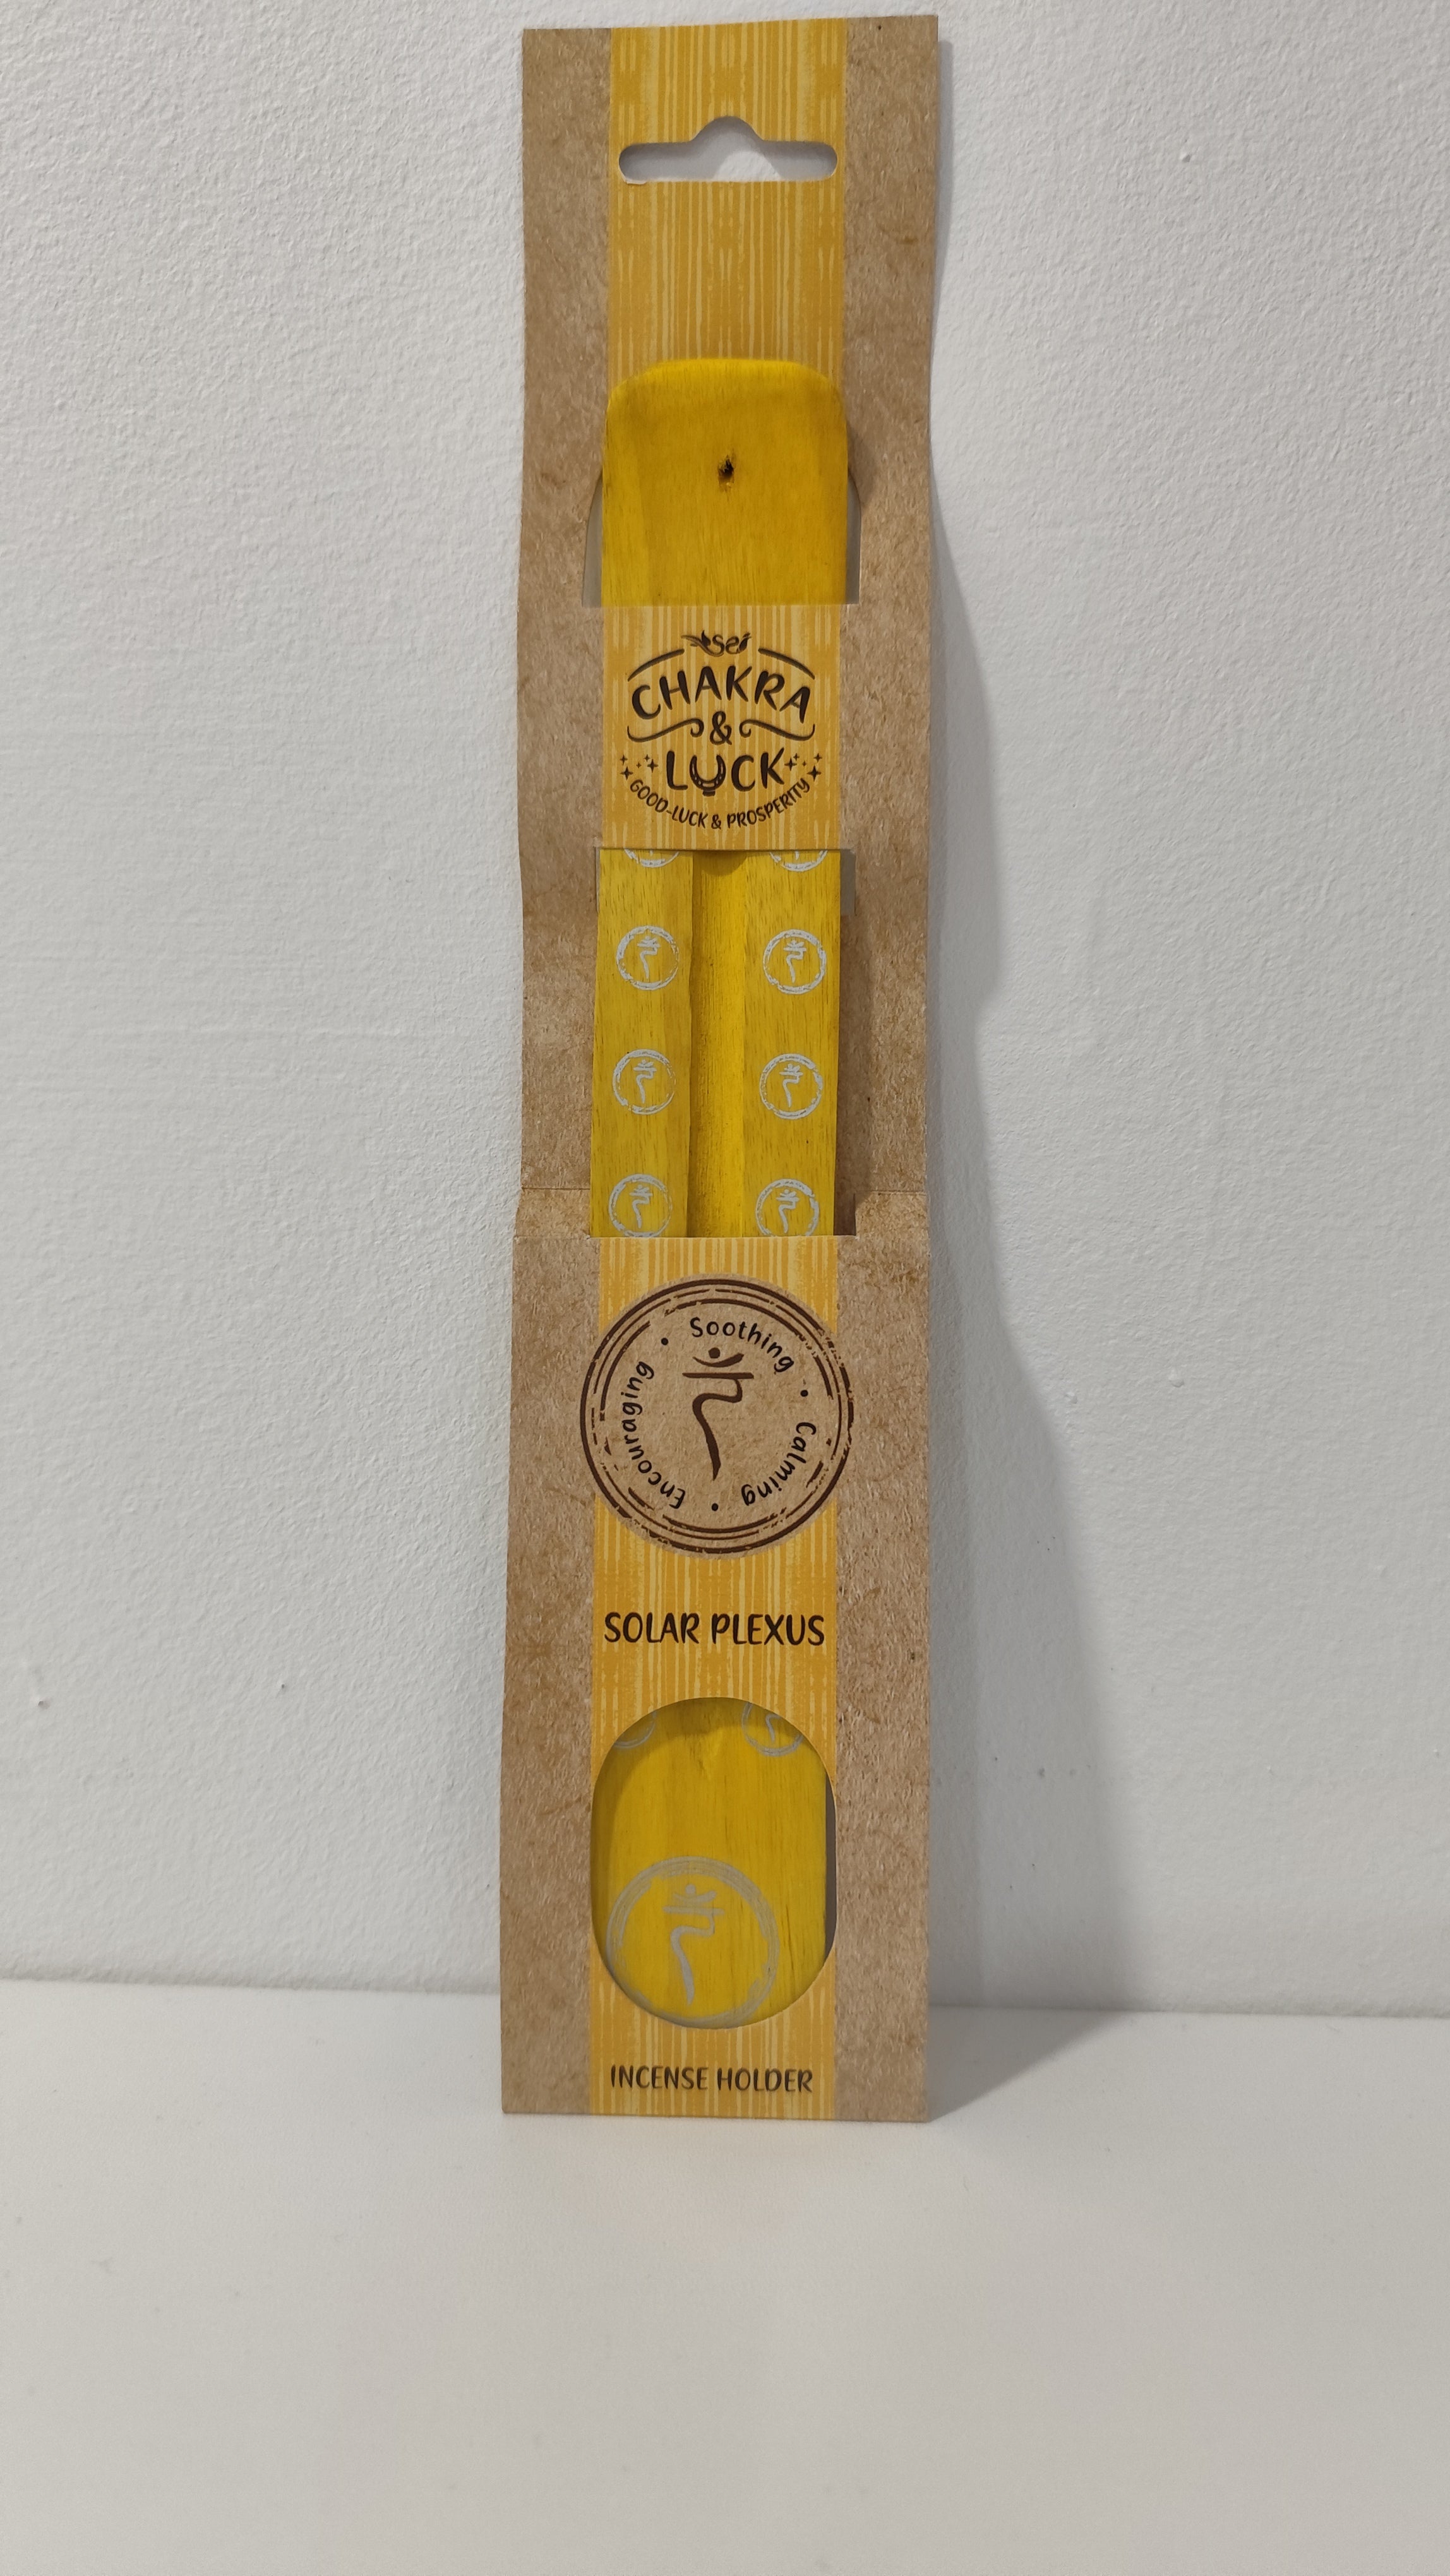 sei
CHAKRA
&
LUCK
GOOD-LUCK & PROSPERITY
Soothing • Calming • Encouraging •
SOLAR PLEXUS
INCENSE HOLDER